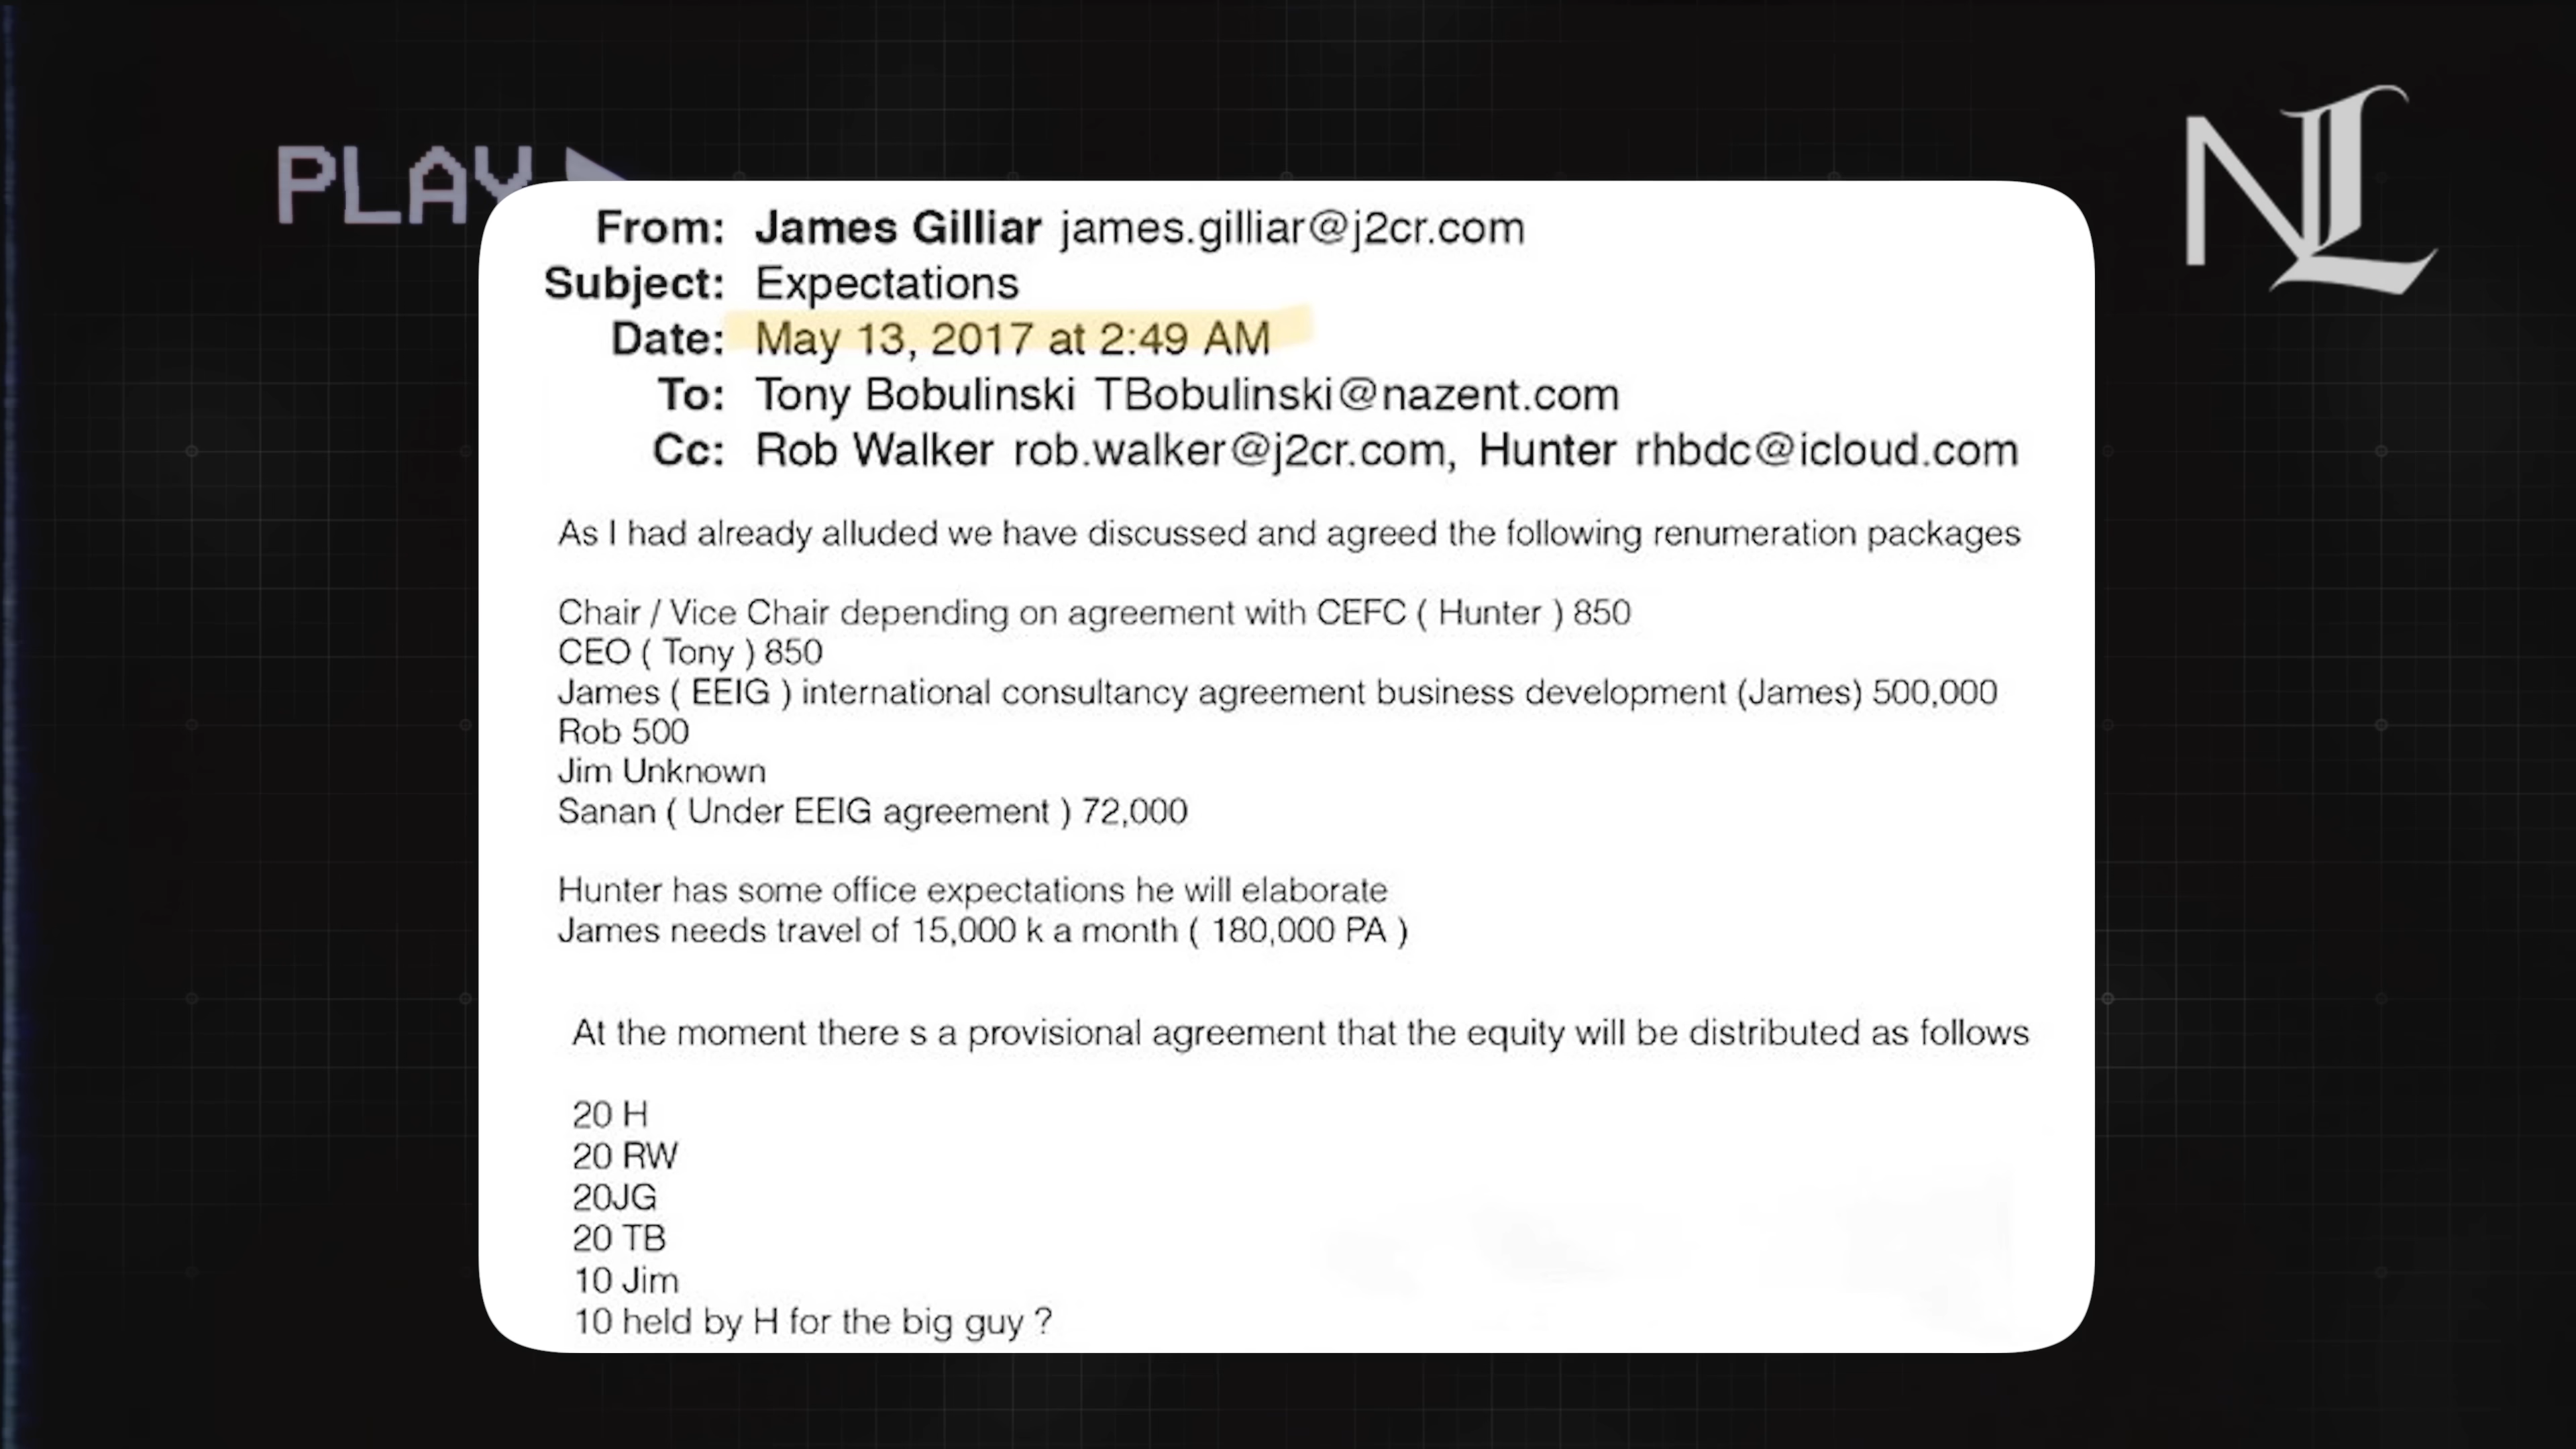 PLAY
NL
From: James Gilliar james.gilliar@j2cr.com
Subject: Expectations
Date: May 13, 2017 at 2:49 AM
To: Tony Bobulinski TBobulinski@nazent.com
Cc: Rob Walker rob.walker@j2cr.com, Hunter rhbdc@icloud.com
As I had already alluded we have discussed and agreed the following renumeration packages
Chair / Vice Chair depending on agreement with CEFC ( Hunter ) 850
CEO ( Tony ) 850
James ( EEIG ) international consultancy agreement business development (James) 500,000
Rob 500
Jim Unknown
Sanan ( Under EEIG agreement ) 72,000
Hunter has some office expectations he will elaborate
James needs travel of 15,000 k a month ( 180,000 PA )
At the moment there s a provisional agreement that the equity will be distributed as follows
20 H
20 RW
20JG
20 TB
10 Jim
10 held by H for the big guy ?